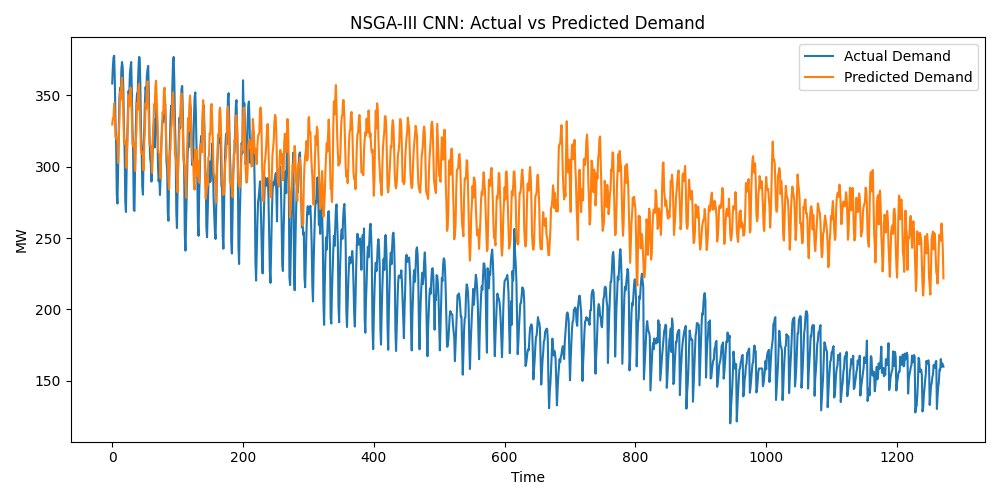 NSGA-III CNN: Actual vs Predicted Demand
Actual Demand
Predicted Demand
350
300
250
200
150
MW
0 200 400 600 800 1000 1200
Time